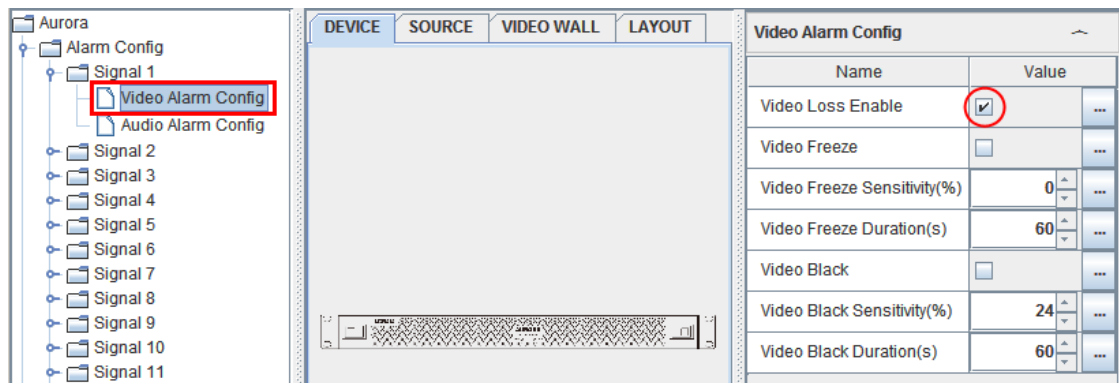 Aurora
Alarm Config
Signal 1
Video Alarm Config
Audio Alarm Config
Signal 2
Signal 3
Signal 4
Signal 5
Signal 6
Signal 7
Signal 8
Signal 9
Signal 10
Signal 11
DEVICE SOURCE VIDEO WALL LAYOUT
Video Alarm Config
Name Value
Video Loss Enable ...
Video Freeze ...
Video Freeze Sensitivity(%) 0 ...
Video Freeze Duration(s) 60 ...
Video Black ...
Video Black Sensitivity(%) 24 ...
Video Black Duration(s) 60 ...